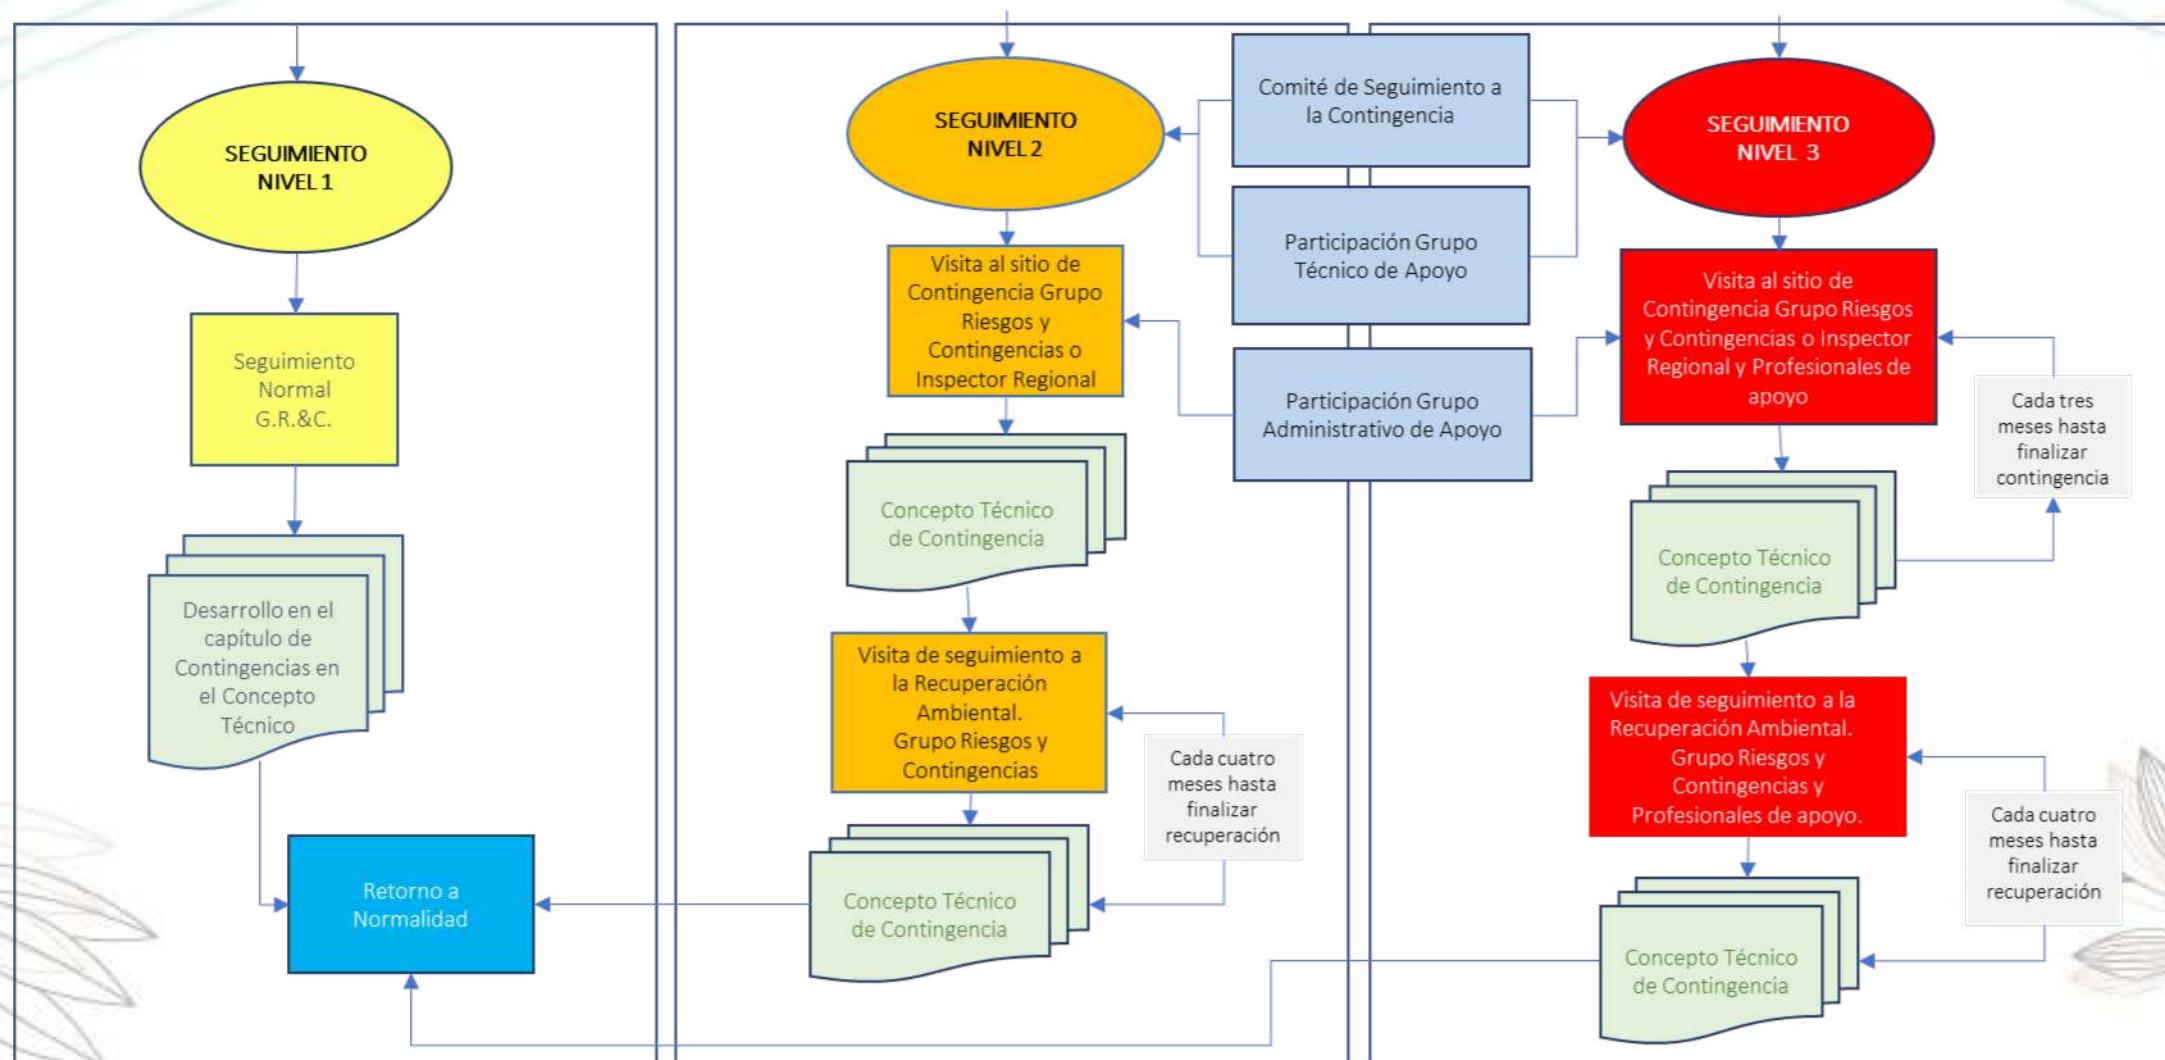 SEGUIMIENTO
NIVEL 1
Seguimiento
Normal
G.R.&C.
Desarrollo en el
capítulo de
Contingencias en
el Concepto
Técnico
Retorno a
Normalidad
SEGUIMIENTO
NIVEL 2
Visita al sitio de
Contingencia Grupo
Riesgos y
Contingencias o
Inspector Regional
Concepto Técnico
de Contingencia
Visita de seguimiento a
la Recuperación
Ambiental.
Grupo Riesgos y
Contingencias
Cada cuatro
meses hasta
finalizar
recuperación
Concepto Técnico
de Contingencia
Comité de Seguimiento a
la Contingencia
Participación Grupo
Técnico de Apoyo
Participación Grupo
Administrativo de Apoyo
SEGUIMIENTO
NIVEL 3
Visita al sitio de
Contingencia Grupo Riesgos
y Contingencias o Inspector
Regional y Profesionales de
apoyo
Cada tres
meses hasta
finalizar
contingencia
Concepto Técnico
de Contingencia
Visita de seguimiento a la
Recuperación Ambiental.
Grupo Riesgos y
Contingencias y
Profesionales de apoyo.
Cada cuatro
meses hasta
finalizar
recuperación
Concepto Técnico
de Contingencia